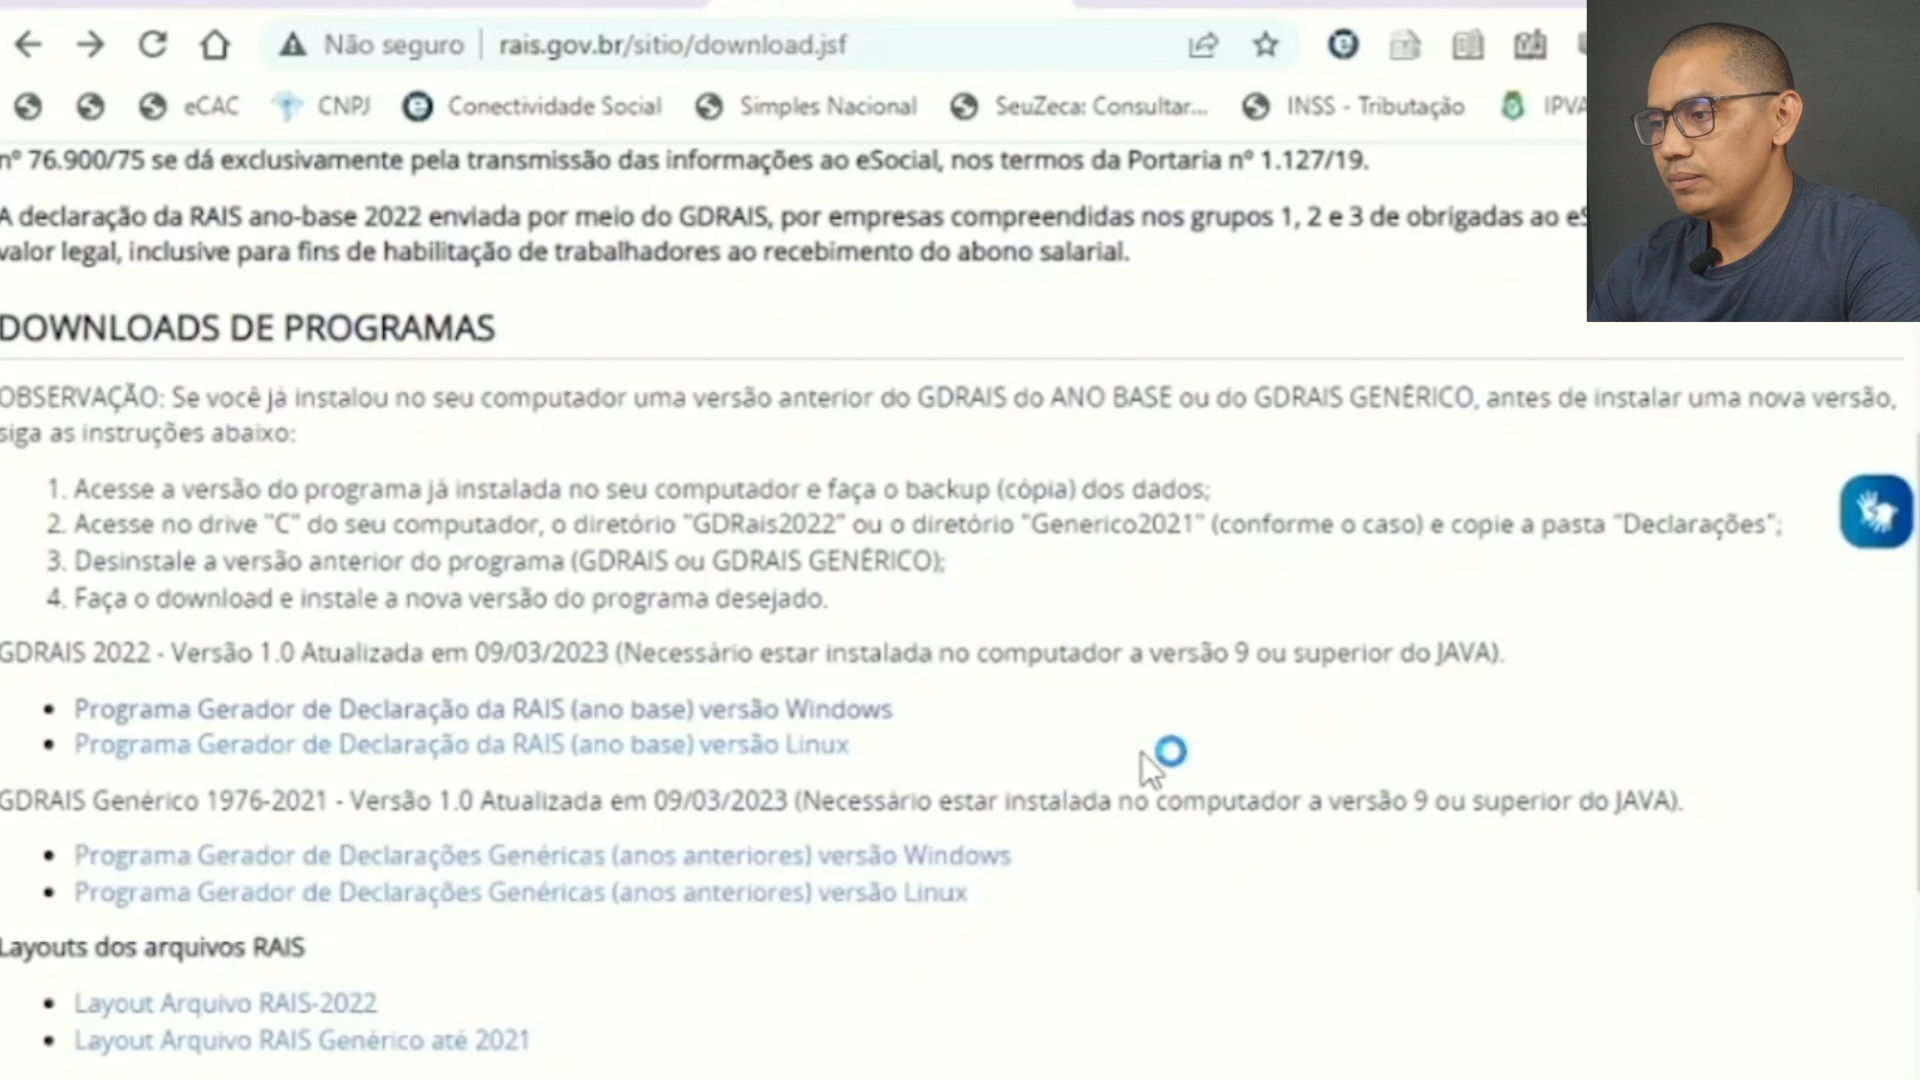 Não seguro rais.gov.br/sitio/download.jsf
eCAC CNPJ Conectividade Social Simples Nacional SeuZeca: Consultar... INSS - Tributação IPVA
nº 76.900/75 se dá exclusivamente pela transmissão das informações ao eSocial, nos termos da Portaria nº 1.127/19.
A declaração da RAIS ano-base 2022 enviada por meio do GDRAIS, por empresas compreendidas nos grupos 1, 2 e 3 de obrigadas ao eS
valor legal, inclusive para fins de habilitação de trabalhadores ao recebimento do abono salarial.
DOWNLOADS DE PROGRAMAS
OBSERVAÇÃO: Se você já instalou no seu computador uma versão anterior do GDRAIS do ANO BASE ou do GDRAIS GENÉRICO, antes de instalar uma nova versão,
siga as instruções abaixo:
1. Acesse a versão do programa já instalada no seu computador e faça o backup (cópia) dos dados;
2. Acesse no drive "C" do seu computador, o diretório "GDRais2022" ou o diretório "Generico2021" (conforme o caso) e copie a pasta "Declarações";
3. Desinstale a versão anterior do programa (GDRAIS ou GDRAIS GENÉRICO);
4. Faça o download e instale a nova versão do programa desejado.
GDRAIS 2022 - Versão 1.0 Atualizada em 09/03/2023 (Necessário estar instalada no computador a versão 9 ou superior do JAVA).
• Programa Gerador de Declaração da RAIS (ano base) versão Windows
• Programa Gerador de Declaração da RAIS (ano base) versão Linux
GDRAIS Genérico 1976-2021 - Versão 1.0 Atualizada em 09/03/2023 (Necessário estar instalada no computador a versão 9 ou superior do JAVA).
• Programa Gerador de Declarações Genéricas (anos anteriores) versão Windows
• Programa Gerador de Declarações Genéricas (anos anteriores) versão Linux
Layouts dos arquivos RAIS
• Layout Arquivo RAIS-2022
• Layout Arquivo RAIS Genérico até 2021